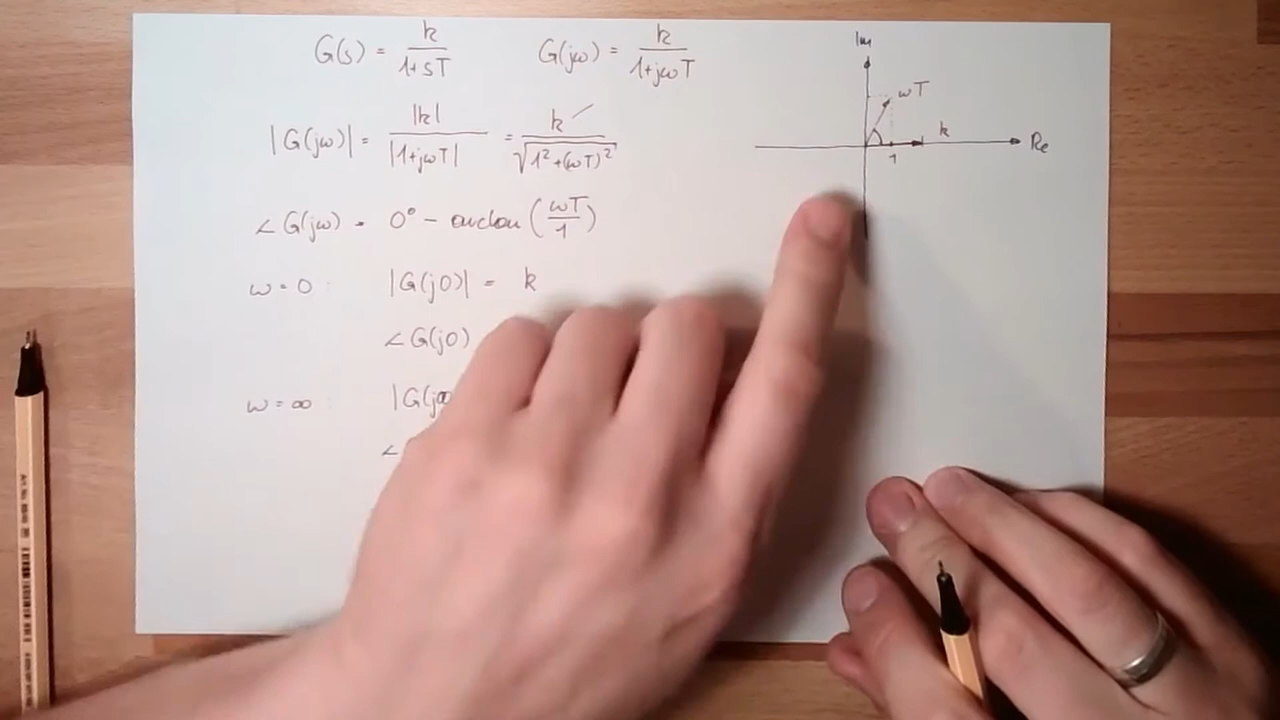 G(s) = k / 1+sT
G(jω) = k / 1+jωT
|G(jω)| = |k| / |1+jωT| = k / √1²+(ωT)²
∠G(jω) = 0° - arctan (ωT/1)
ω = 0 : |G(j0)| = k
∠G(j0)
ω = ∞ : |G(j∞
∠
Im
ωT
k
Re
1